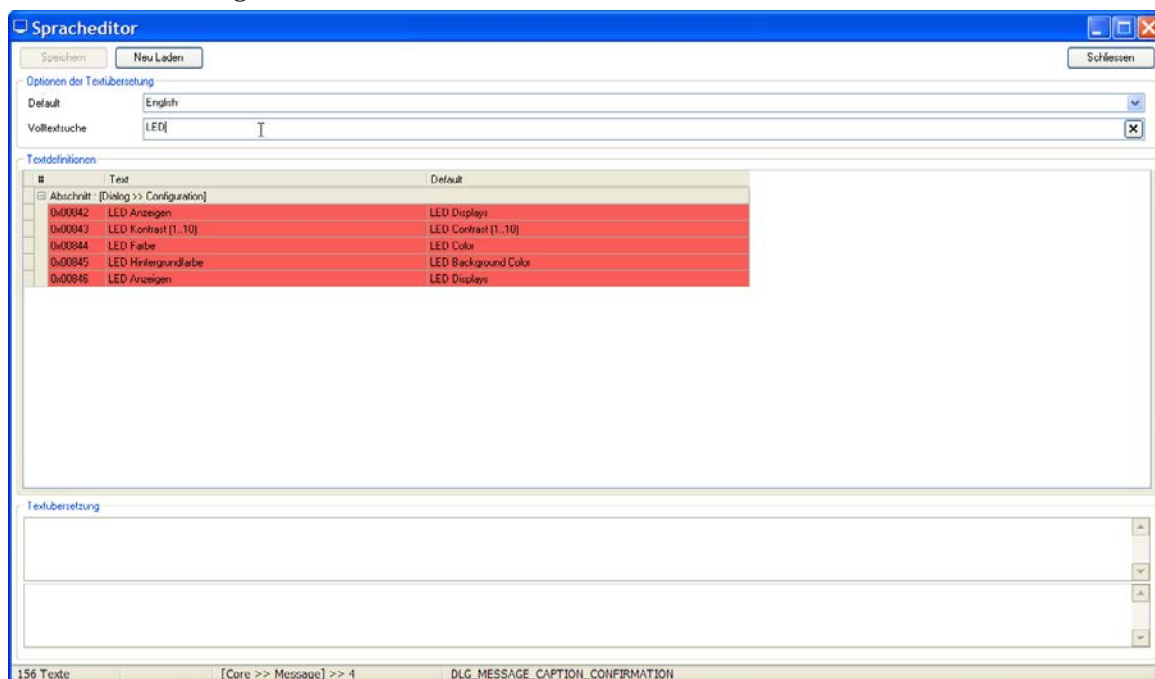 Spracheditor
Speichern Neu Laden Schliessen
Optionen der Textübersetung
Default English
Volltextsuche LED
Textdefinitionen
# Text Default
Abschnitt : [Dialog >> Configuration]
0x00842 LED Anzeigen LED Displays
0x00843 LED Kontrast [1..10] LED Contrast [1..10]
0x00844 LED Farbe LED Color
0x00845 LED Hintergrundfarbe LED Background Color
0x00846 LED Anzeigen LED Displays
Textübersetzung
156 Texte [Core >> Message] >> 4 DLG_MESSAGE_CAPTION_CONFIRMATION